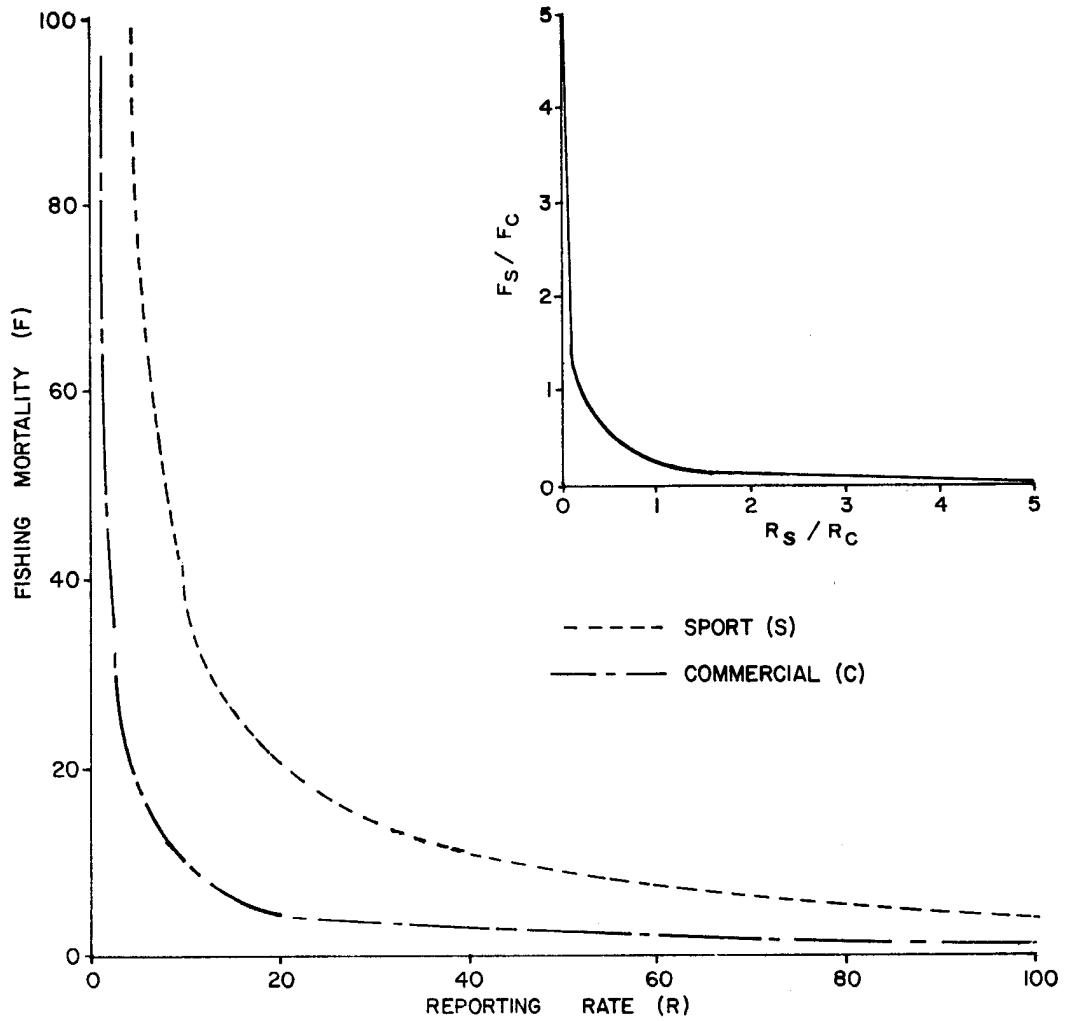 100
80
60
40
20
0
FISHING MORTALITY (F)
0 20 40 60 80 100
REPORTING RATE (R)
5
4
3
2
1
0
Fs / Fc
0 1 2 3 4 5
Rs / Rc
SPORT (S)
COMMERCIAL (C)